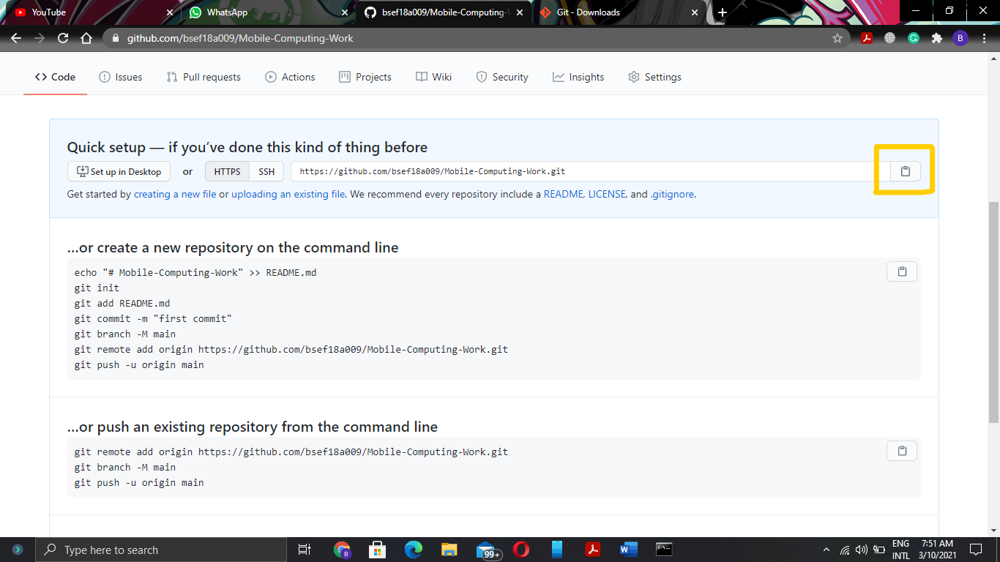 YouTube
WhatsApp
bsef18a009/Mobile-Computing-
Git - Downloads
github.com/bsef18a009/Mobile-Computing-Work
B
<> Code
Issues
Pull requests
Actions
Projects
Wiki
Security
Insights
Settings
Quick setup — if you’ve done this kind of thing before
Set up in Desktop or HTTPS SSH https://github.com/bsef18a009/Mobile-Computing-Work.git
Get started by creating a new file or uploading an existing file. We recommend every repository include a README, LICENSE, and .gitignore.
…or create a new repository on the command line
echo "# Mobile-Computing-Work" >> README.md
git init
git add README.md
git commit -m "first commit"
git branch -M main
git remote add origin https://github.com/bsef18a009/Mobile-Computing-Work.git
git push -u origin main
…or push an existing repository from the command line
git remote add origin https://github.com/bsef18a009/Mobile-Computing-Work.git
git branch -M main
git push -u origin main
Type here to search
B
99+
ENG
INTL
7:51 AM
3/10/2021